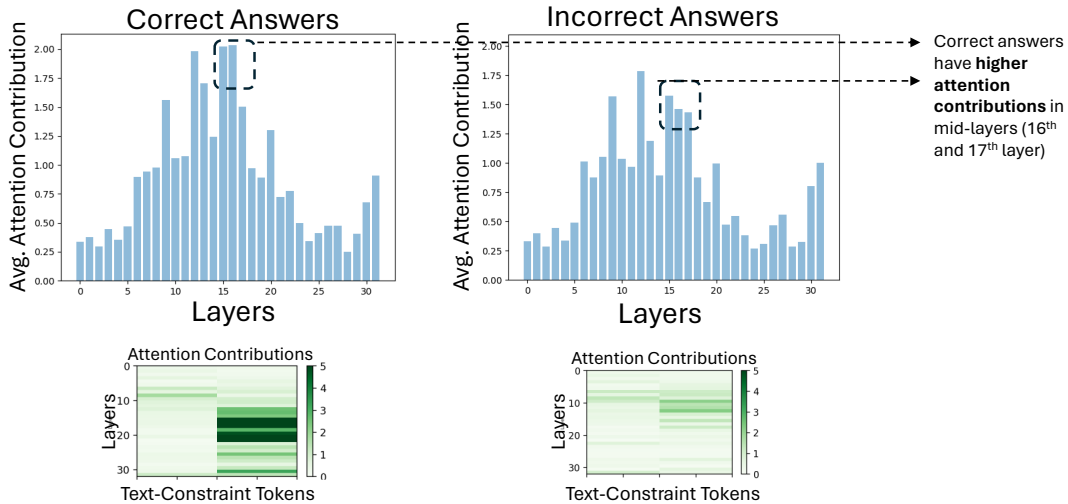 Correct Answers
Incorrect Answers
Avg. Attention Contribution
2.00
1.75
1.50
1.25
1.00
0.75
0.50
0.25
0.00
0 5 10 15 20 25 30
Layers
Avg. Attention Contribution
2.00
1.75
1.50
1.25
1.00
0.75
0.50
0.25
0.00
0 5 10 15 20 25 30
Layers
Correct answers
have higher
attention
contributions in
mid-layers (16th
and 17th layer)
Attention Contributions
Layers
0
10
20
30
5
4
3
2
1
0
Text-Constraint Tokens
Attention Contributions
Layers
0
10
20
30
5
4
3
2
1
0
Text-Constraint Tokens